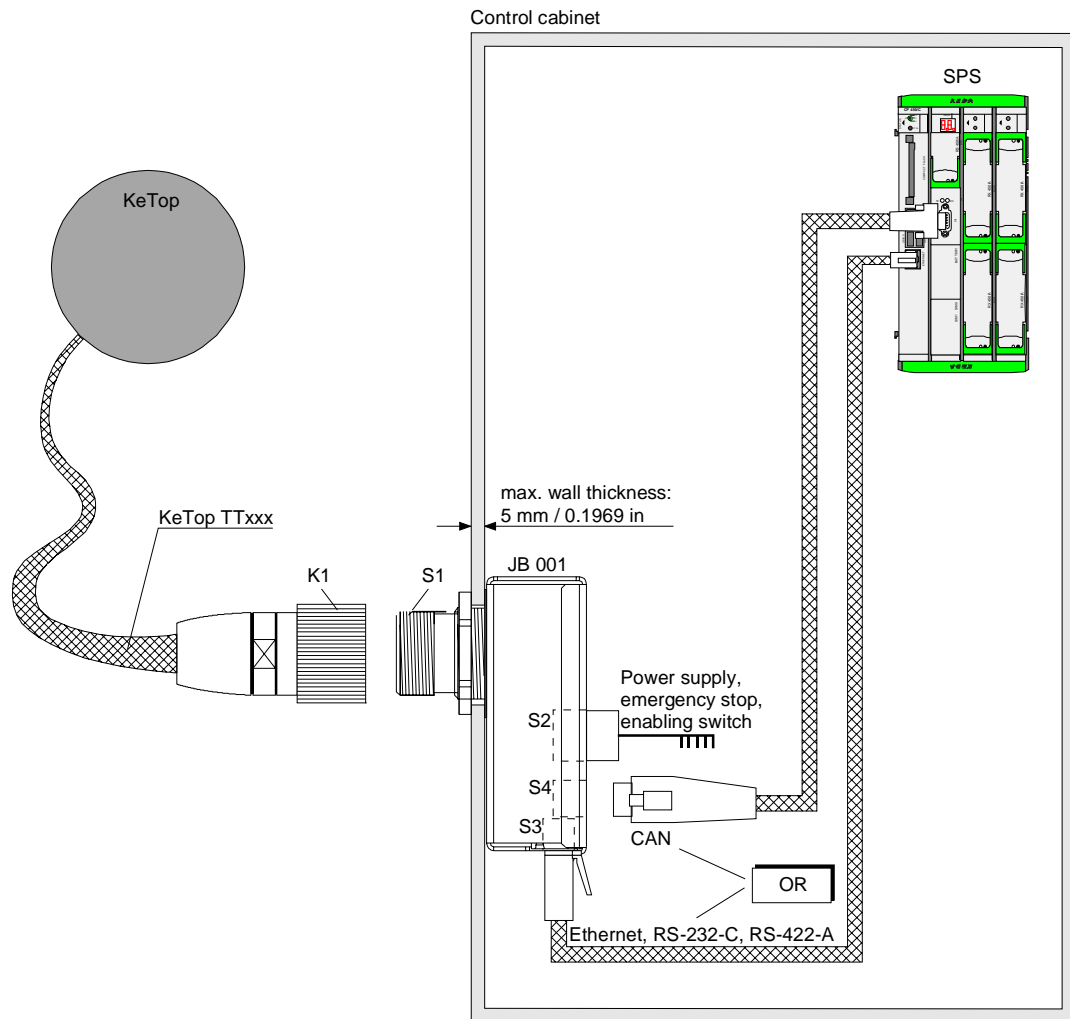 Control cabinet
SPS
KEBA
KeTop
max. wall thickness:
5 mm / 0.1969 in
KeTop TTxxx
JB 001
K1
S1
Power supply,
emergency stop,
enabling switch
S2
S4
S3
CAN
OR
Ethernet, RS-232-C, RS-422-A